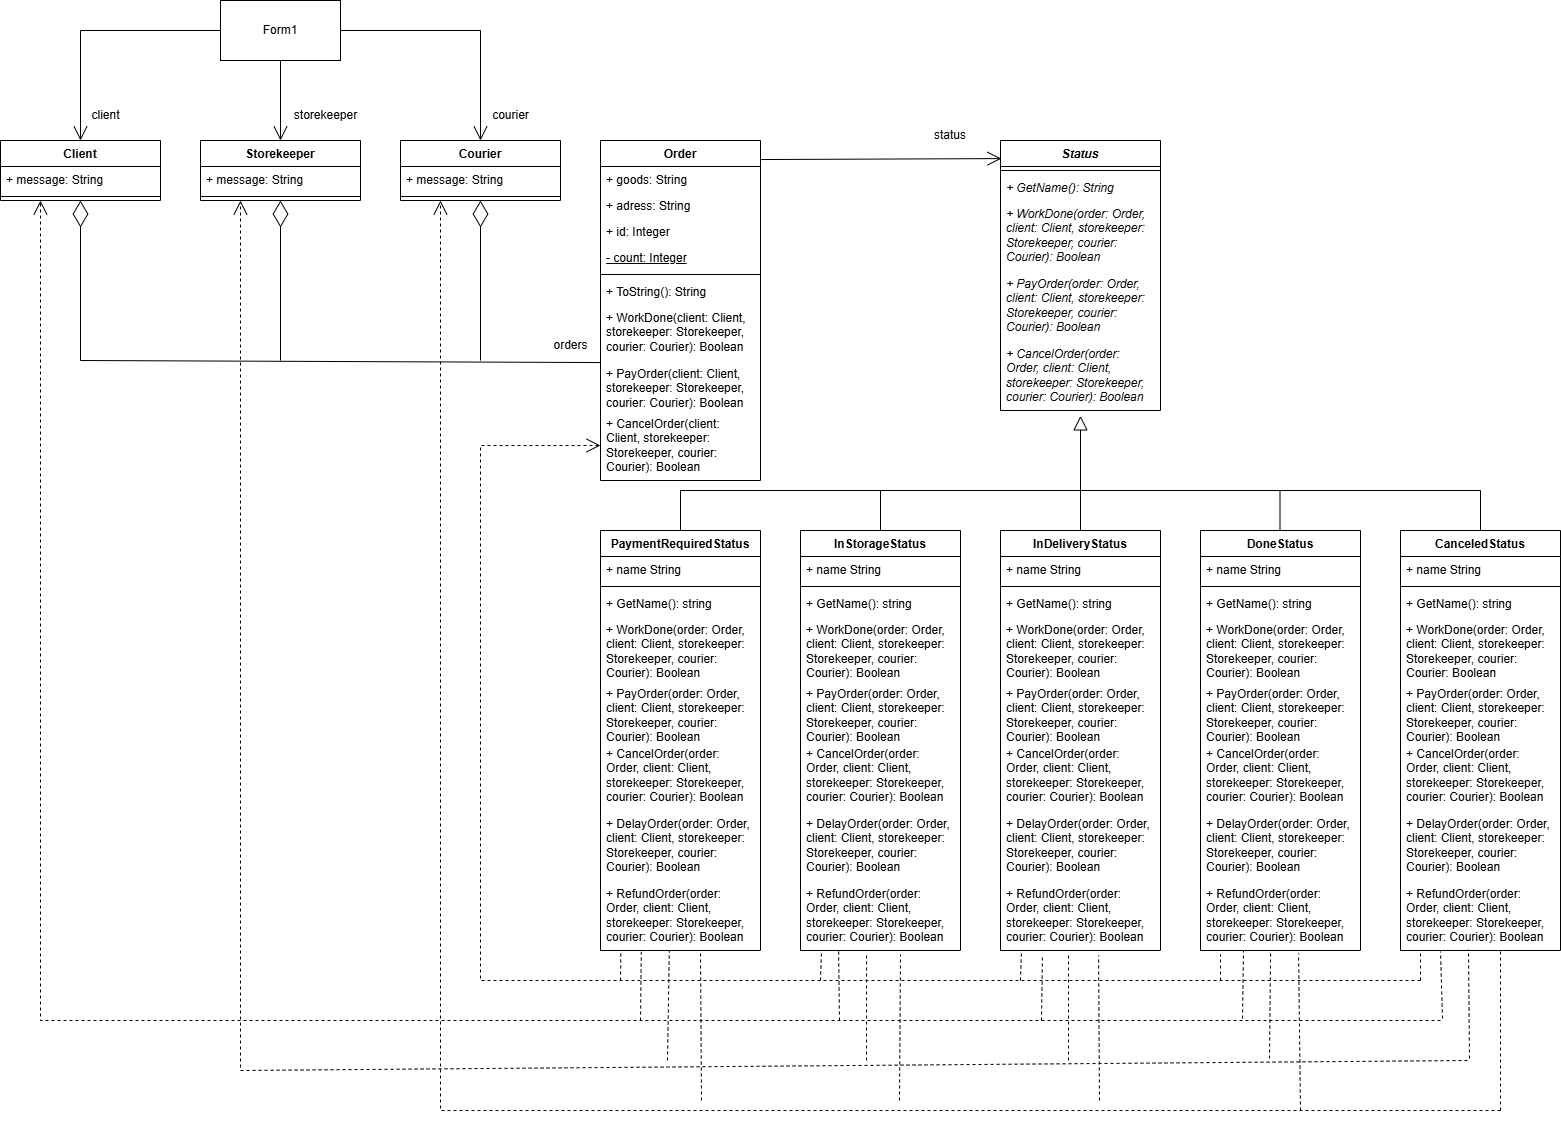 Form1
client
storekeeper
courier
Client
+ message: String
Storekeeper
+ message: String
Courier
+ message: String
orders
Order
+ goods: String
+ adress: String
+ id: Integer
- count: Integer
+ ToString(): String
+ WorkDone(client: Client,
storekeeper: Storekeeper,
courier: Courier): Boolean
+ PayOrder(client: Client,
storekeeper: Storekeeper,
courier: Courier): Boolean
+ CancelOrder(client:
Client, storekeeper:
Storekeeper, courier:
Courier): Boolean
status
Status
+ GetName(): String
+ WorkDone(order: Order,
client: Client, storekeeper:
Storekeeper, courier:
Courier): Boolean
+ PayOrder(order: Order,
client: Client, storekeeper:
Storekeeper, courier:
Courier): Boolean
+ CancelOrder(order:
Order, client: Client,
storekeeper: Storekeeper,
courier: Courier): Boolean
PaymentRequiredStatus
+ name String
+ GetName(): string
+ WorkDone(order: Order,
client: Client, storekeeper:
Storekeeper, courier:
Courier): Boolean
+ PayOrder(order: Order,
client: Client, storekeeper:
Storekeeper, courier:
Courier): Boolean
+ CancelOrder(order:
Order, client: Client,
storekeeper: Storekeeper,
courier: Courier): Boolean
+ DelayOrder(order: Order,
client: Client, storekeeper:
Storekeeper, courier:
Courier): Boolean
+ RefundOrder(order:
Order, client: Client,
storekeeper: Storekeeper,
courier: Courier): Boolean
InStorageStatus
+ name String
+ GetName(): string
+ WorkDone(order: Order,
client: Client, storekeeper:
Storekeeper, courier:
Courier): Boolean
+ PayOrder(order: Order,
client: Client, storekeeper:
Storekeeper, courier:
Courier): Boolean
+ CancelOrder(order:
Order, client: Client,
storekeeper: Storekeeper,
courier: Courier): Boolean
+ DelayOrder(order: Order,
client: Client, storekeeper:
Storekeeper, courier:
Courier): Boolean
+ RefundOrder(order:
Order, client: Client,
storekeeper: Storekeeper,
courier: Courier): Boolean
InDeliveryStatus
+ name String
+ GetName(): string
+ WorkDone(order: Order,
client: Client, storekeeper:
Storekeeper, courier:
Courier): Boolean
+ PayOrder(order: Order,
client: Client, storekeeper:
Storekeeper, courier:
Courier): Boolean
+ CancelOrder(order:
Order, client: Client,
storekeeper: Storekeeper,
courier: Courier): Boolean
+ DelayOrder(order: Order,
client: Client, storekeeper:
Storekeeper, courier:
Courier): Boolean
+ RefundOrder(order:
Order, client: Client,
storekeeper: Storekeeper,
courier: Courier): Boolean
DoneStatus
+ name String
+ GetName(): string
+ WorkDone(order: Order,
client: Client, storekeeper:
Storekeeper, courier:
Courier): Boolean
+ PayOrder(order: Order,
client: Client, storekeeper:
Storekeeper, courier:
Courier): Boolean
+ CancelOrder(order:
Order, client: Client,
storekeeper: Storekeeper,
courier: Courier): Boolean
+ DelayOrder(order: Order,
client: Client, storekeeper:
Storekeeper, courier:
Courier): Boolean
+ RefundOrder(order:
Order, client: Client,
storekeeper: Storekeeper,
courier: Courier): Boolean
CanceledStatus
+ name String
+ GetName(): string
+ WorkDone(order: Order,
client: Client, storekeeper:
Storekeeper, courier:
Courier: Boolean
+ PayOrder(order: Order,
client: Client, storekeeper:
Storekeeper, courier:
Courier): Boolean
+ CancelOrder(order:
Order, client: Client,
storekeeper: Storekeeper,
courier: Courier): Boolean
+ DelayOrder(order: Order,
client: Client, storekeeper:
Storekeeper, courier:
Courier): Boolean
+ RefundOrder(order:
Order, client: Client,
storekeeper: Storekeeper,
courier: Courier): Boolean